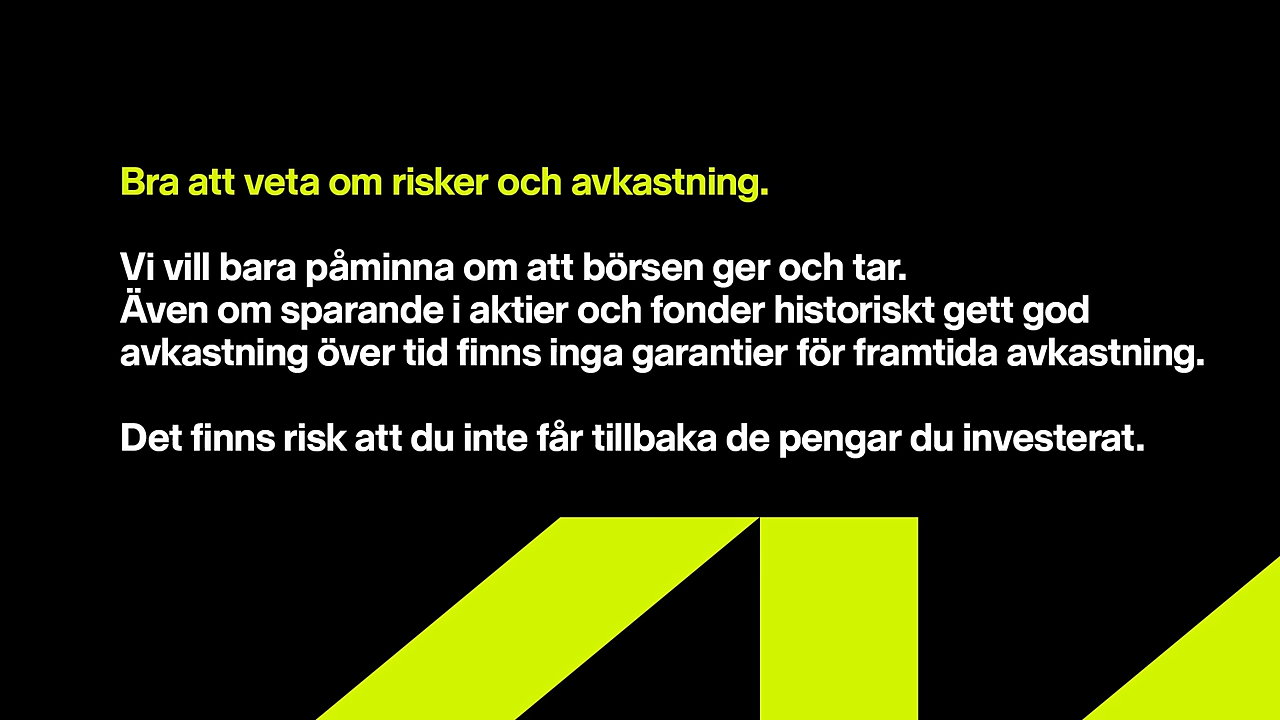 Bra att veta om risker och avkastning.
Vi vill bara påminna om att börsen ger och tar.
Även om sparande i aktier och fonder historiskt gett god
avkastning över tid finns inga garantier för framtida avkastning.
Det finns risk att du inte får tillbaka de pengar du investerat.